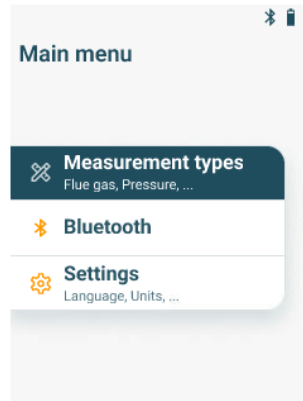 Main menu
Measurement types
Flue gas, Pressure, ...
Bluetooth
Settings
Language, Units, ...